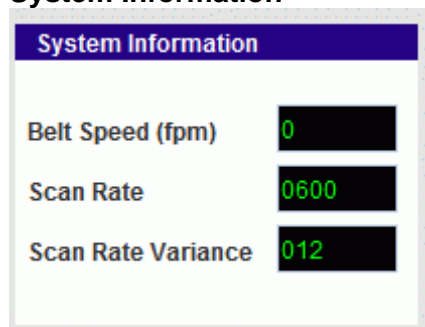 System Information
System Information
Belt Speed (fpm) 0
Scan Rate 0600
Scan Rate Variance 012